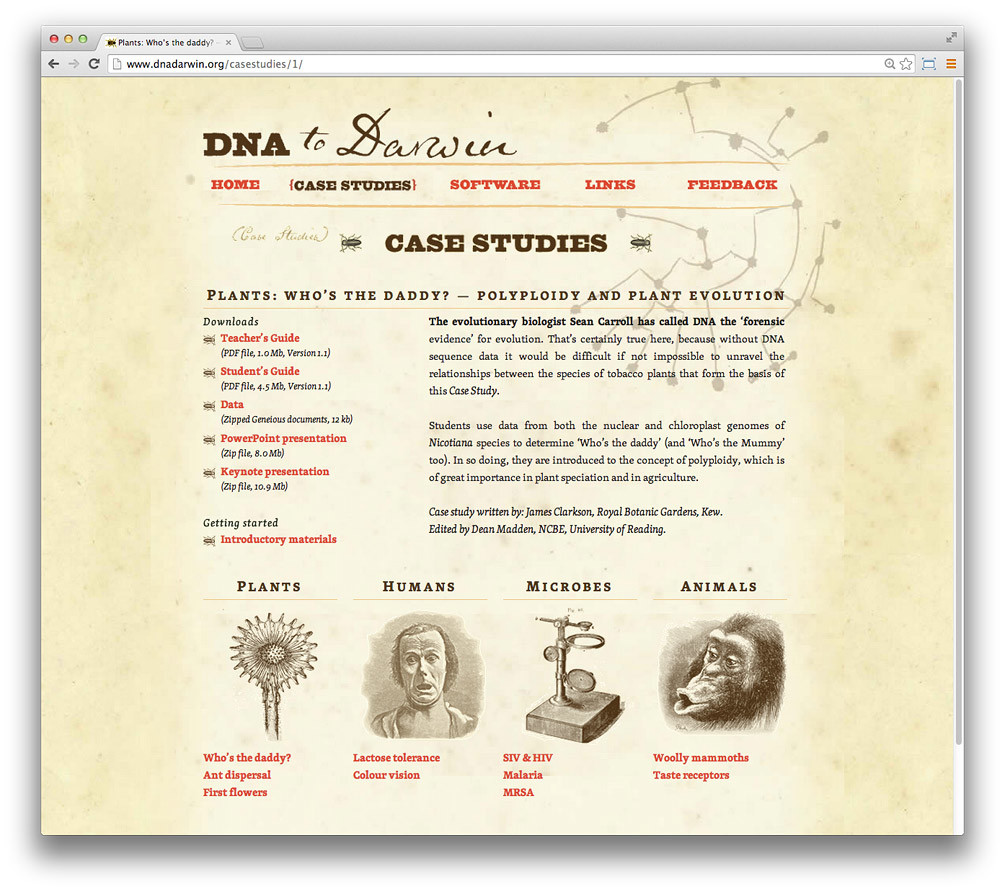 Plants: Who's the daddy? -
www.dnadarwin.org/casestudies/1/
DNA to Darwin
HOME {CASE STUDIES} SOFTWARE LINKS FEEDBACK
(Case Studies) CASE STUDIES
PLANTS: WHO'S THE DADDY? — POLYPLOIDY AND PLANT EVOLUTION
Downloads
Teacher's Guide
(PDF file, 1.0 Mb, Version 1.1)
Student's Guide
(PDF file, 4.5 Mb, Version 1.1)
Data
(Zipped Geneious documents, 12 kb)
PowerPoint presentation
(Zip file, 8.0 Mb)
Keynote presentation
(Zip file, 10.9 Mb)
Getting started
Introductory materials
The evolutionary biologist Sean Carroll has called DNA the ‘forensic
evidence’ for evolution. That's certainly true here, because without DNA
sequence data it would be difficult if not impossible to unravel the
relationships between the species of tobacco plants that form the basis of
this Case Study.
Students use data from both the nuclear and chloroplast genomes of
Nicotiana species to determine ‘Who's the daddy’ (and ‘Who's the Mummy’
too). In so doing, they are introduced to the concept of polyploidy, which is
of great importance in plant speciation and in agriculture.
Case study written by: James Clarkson, Royal Botanic Gardens, Kew.
Edited by Dean Madden, NCBE, University of Reading.
PLANTS HUMANS MICROBES ANIMALS
Who's the daddy? Lactose tolerance SIV & HIV Woolly mammoths
Ant dispersal Colour vision Malaria Taste receptors
First flowers MRSA